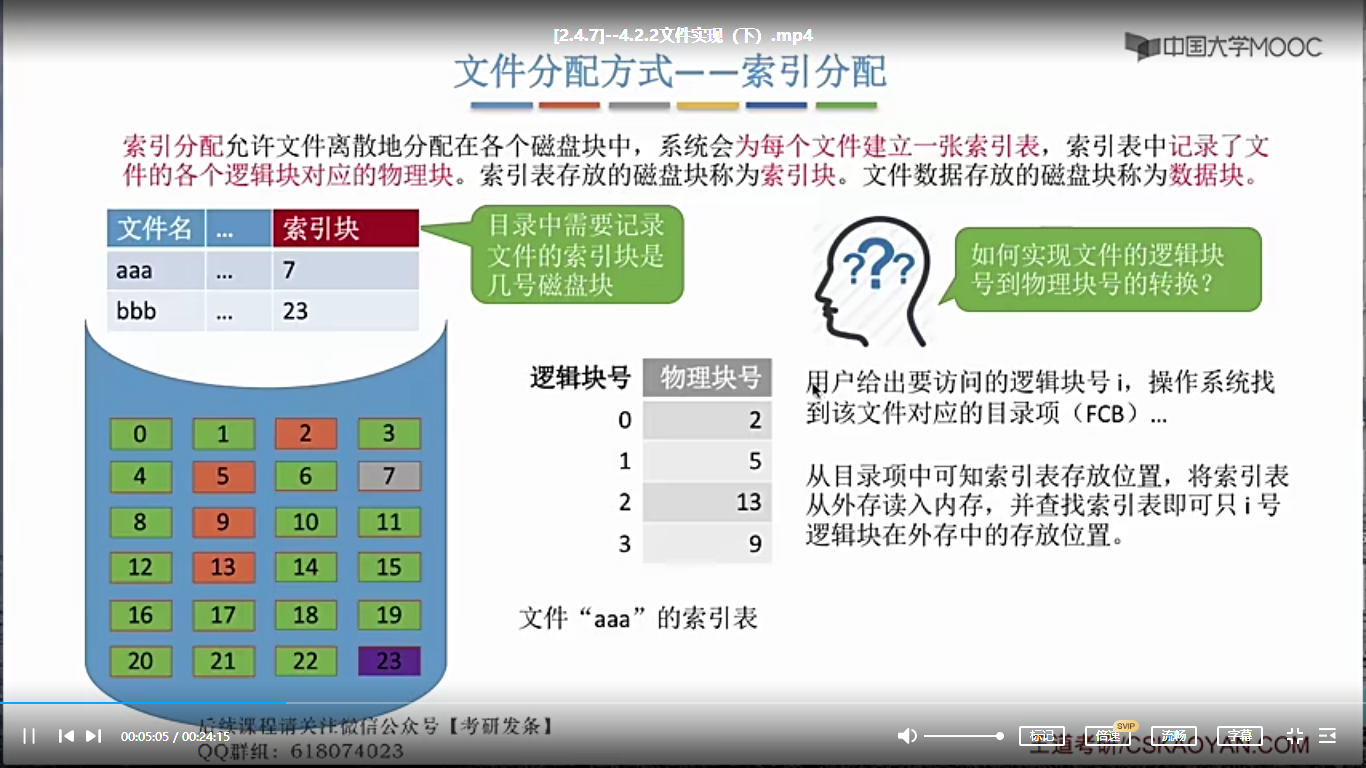 [2.4.7]--4.2.2文件实现（下）.mp4
中国大学MOOC
文件分配方式——索引分配
索引分配允许文件离散地分配在各个磁盘块中，系统会为每个文件建立一张索引表，索引表中记录了文
件的各个逻辑块对应的物理块。索引表存放的磁盘块称为索引块。文件数据存放的磁盘块称为数据块。
文件名 ... 索引块
aaa ... 7
bbb ... 23
目录中需要记录
文件的索引块是
几号磁盘块
???
如何实现文件的逻辑块
号到物理块号的转换？
0 1 2 3
4 5 6 7
8 9 10 11
12 13 14 15
16 17 18 19
20 21 22 23
逻辑块号 物理块号
0 2
1 5
2 13
3 9
文件“aaa”的索引表
用户给出要访问的逻辑块号 i，操作系统找
到该文件对应的目录项（FCB）...
从目录项中可知索引表存放位置，将索引表
从外存读入内存，并查找索引表即可只 i 号
逻辑块在外存中的存放位置。
后续课程请关注微信公众号【考研发条】
QQ群组：618074023
00:05:05 / 00:24:15
标记
倍速
SVIP
流畅
字幕
王道考研/CSKAOYAN.COM